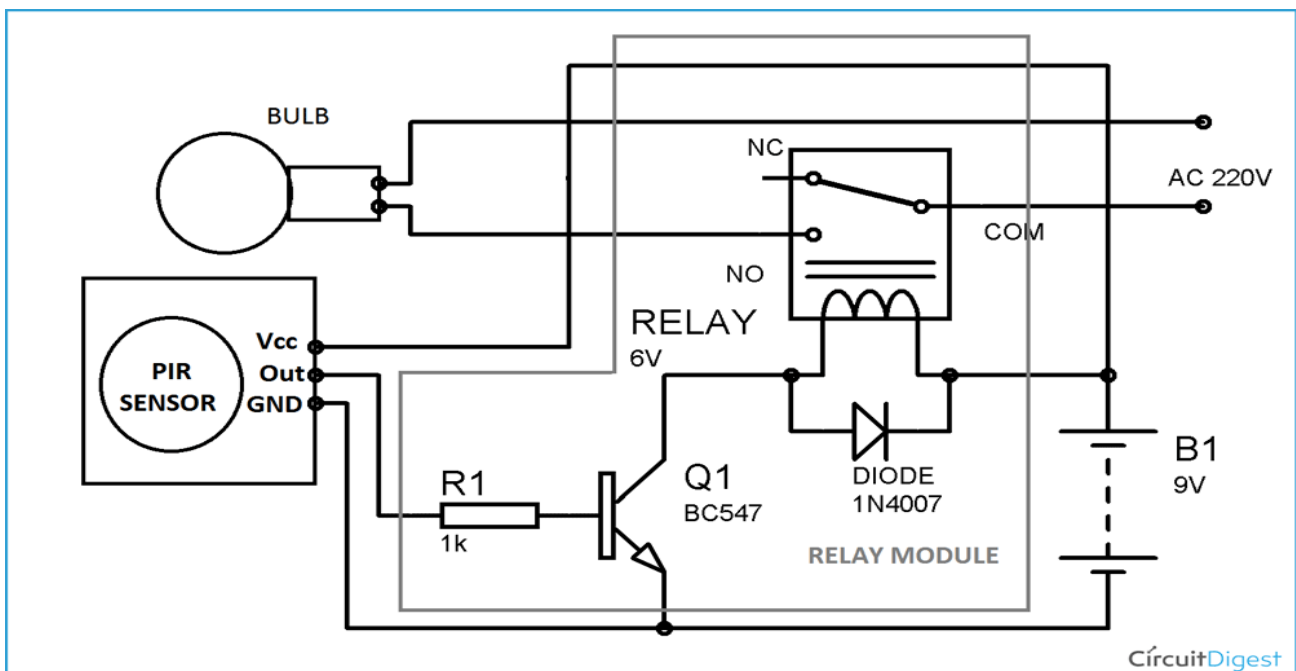 BULB
NC
AC 220V
COM
NO
RELAY
6V
Vcc
Out
GND
PIR
SENSOR
R1
1k
Q1
BC547
DIODE
1N4007
B1
9V
RELAY MODULE
CírcuitDigest